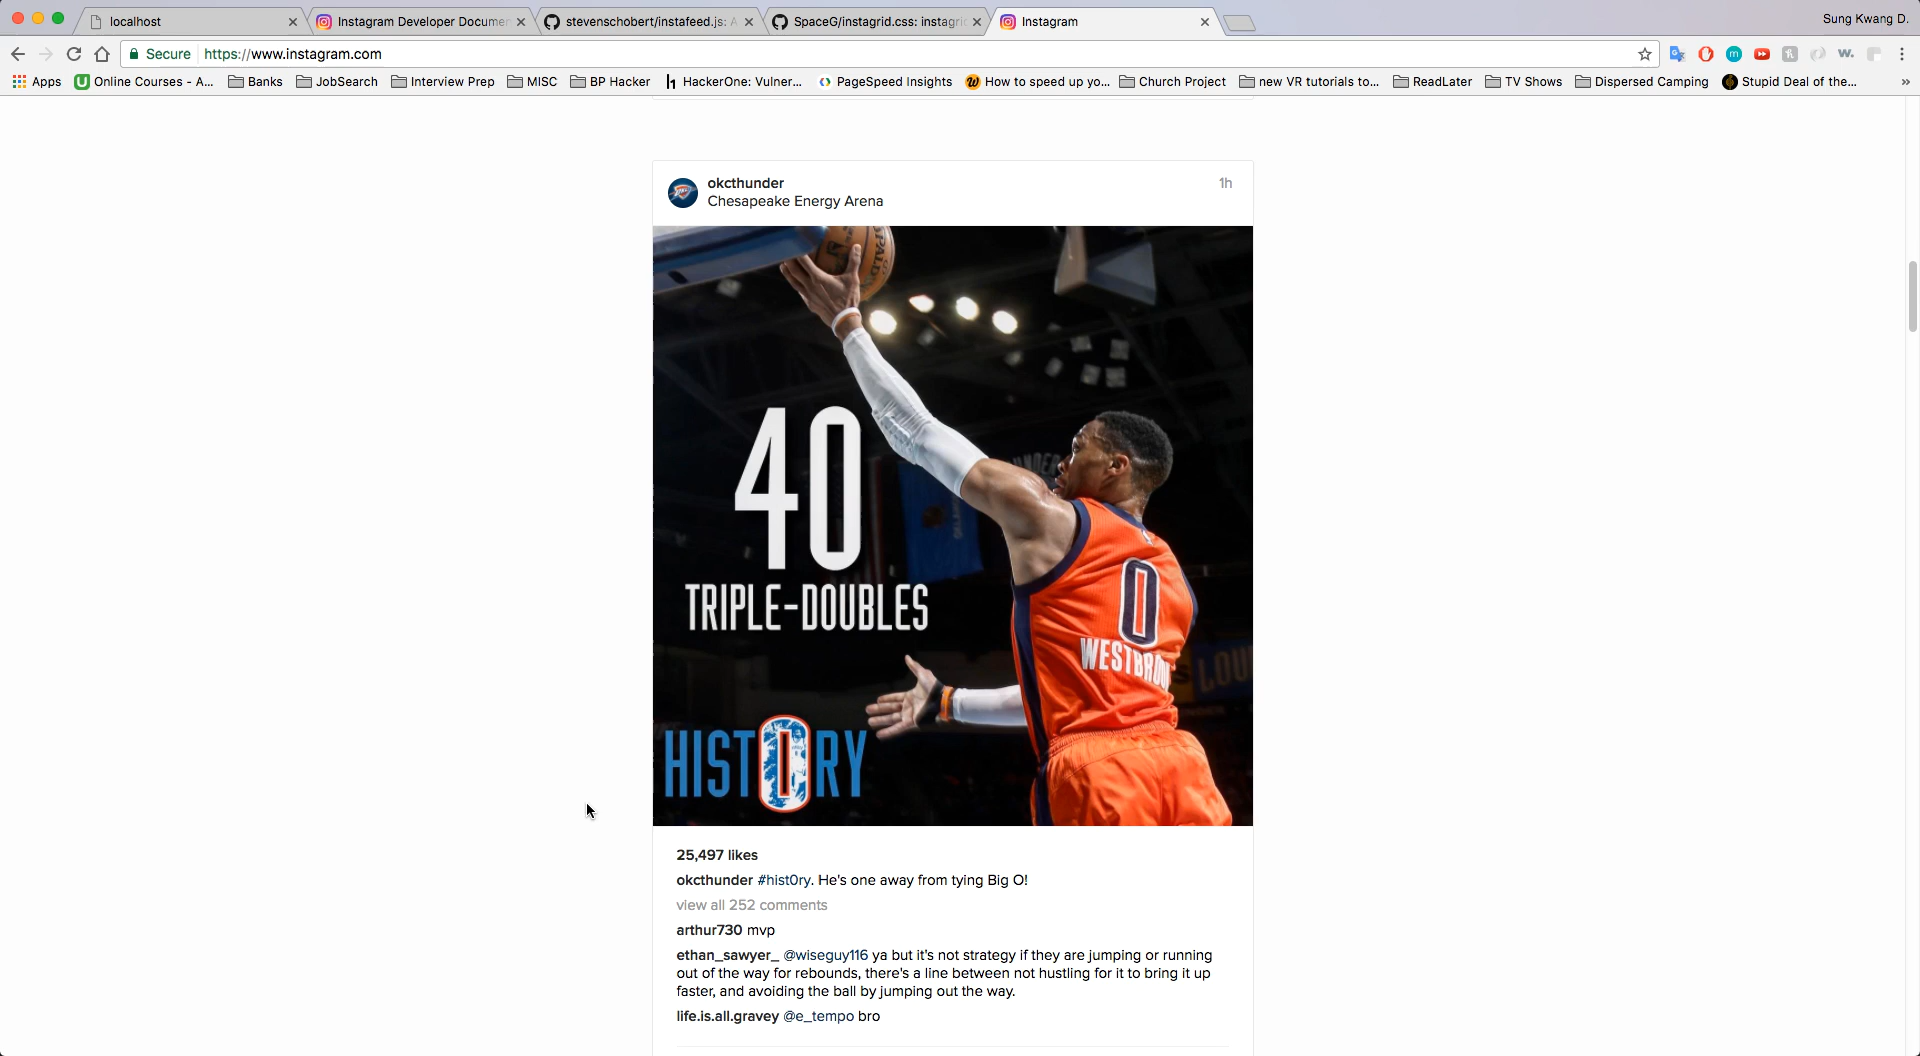 localhost
Instagram Developer Documen
stevenschobert/instafeed.js: A
SpaceG/instagrid.css: instagri
Instagram
Sung Kwang D.
Secure
https://www.instagram.com
Apps
Online Courses - A...
Banks
JobSearch
Interview Prep
MISC
BP Hacker
HackerOne: Vulner...
PageSpeed Insights
How to speed up yo...
Church Project
new VR tutorials to...
ReadLater
TV Shows
Dispersed Camping
Stupid Deal of the...
okcthunder
Chesapeake Energy Arena
1h
SPALD
40
TRIPLE-DOUBLES
0
WESTBROO
LOU
HIST0RY
25,497 likes
okcthunder #hist0ry. He's one away from tying Big O!
view all 252 comments
arthur730 mvp
ethan_sawyer_ @wiseguy116 ya but it's not strategy if they are jumping or running
out of the way for rebounds, there's a line between not hustling for it to bring it up
faster, and avoiding the ball by jumping out the way.
life.is.all.gravey @e_tempo bro